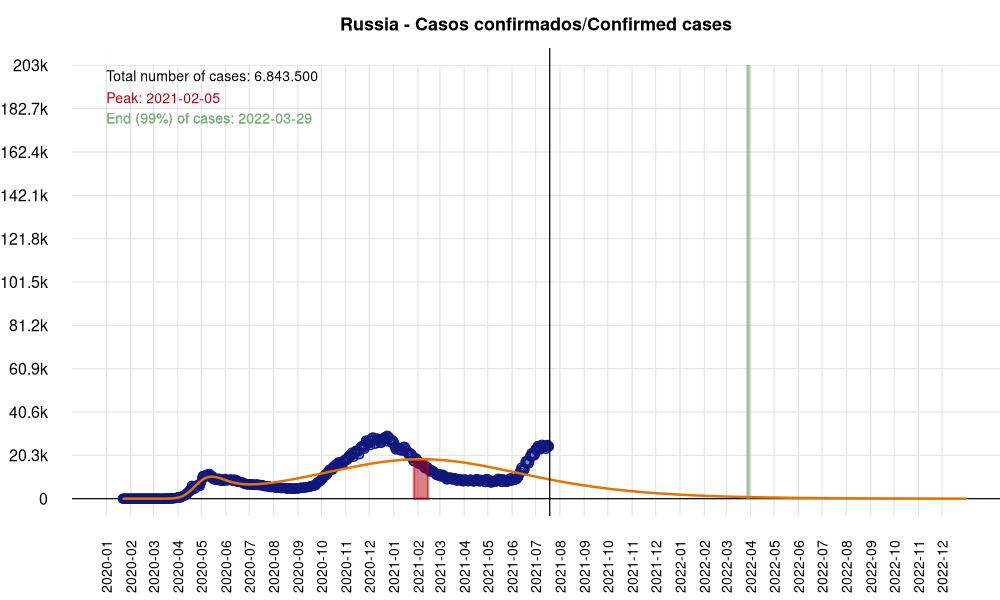 Russia - Casos confirmados/Confirmed cases
203k
Total number of cases: 6.843.500
Peak: 2021-02-05
End (99%) of cases: 2022-03-29
182.7k
162.4k
142.1k
121.8k
101.5k
81.2k
60.9k
40.6k
20.3k
0
2020-01
2020-02
2020-03
2020-04
2020-05
2020-06
2020-07
2020-08
2020-09
2020-10
2020-11
2020-12
2021-01
2021-02
2021-03
2021-04
2021-05
2021-06
2021-07
2021-08
2021-09
2021-10
2021-11
2021-12
2022-01
2022-02
2022-03
2022-04
2022-05
2022-06
2022-07
2022-08
2022-09
2022-10
2022-11
2022-12